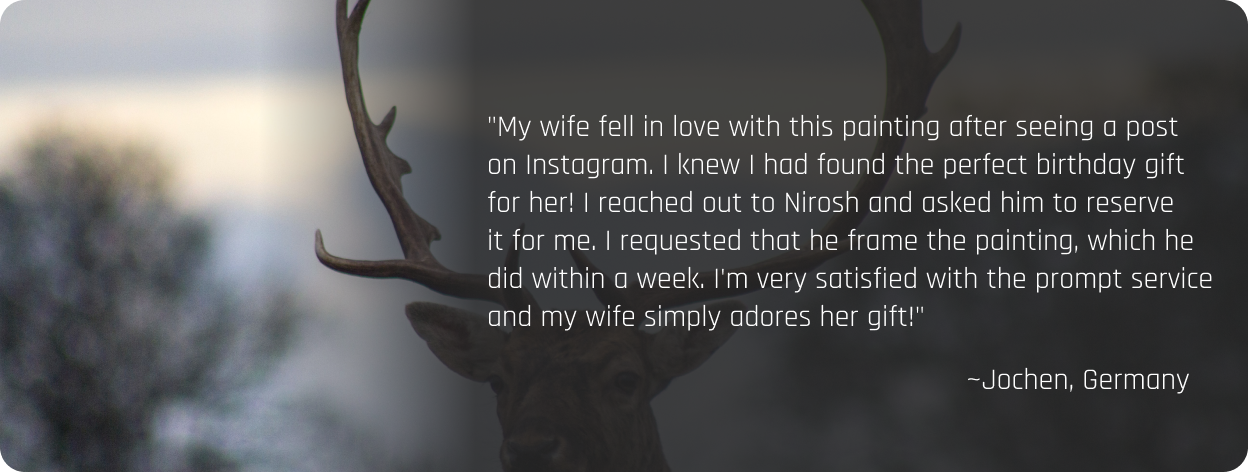 "My wife fell in love with this painting after seeing a post
on Instagram. I knew I had found the perfect birthday gift
for her! I reached out to Nirosh and asked him to reserve
it for me. I requested that he frame the painting, which he
did within a week. I'm very satisfied with the prompt service
and my wife simply adores her gift!"
~Jochen, Germany